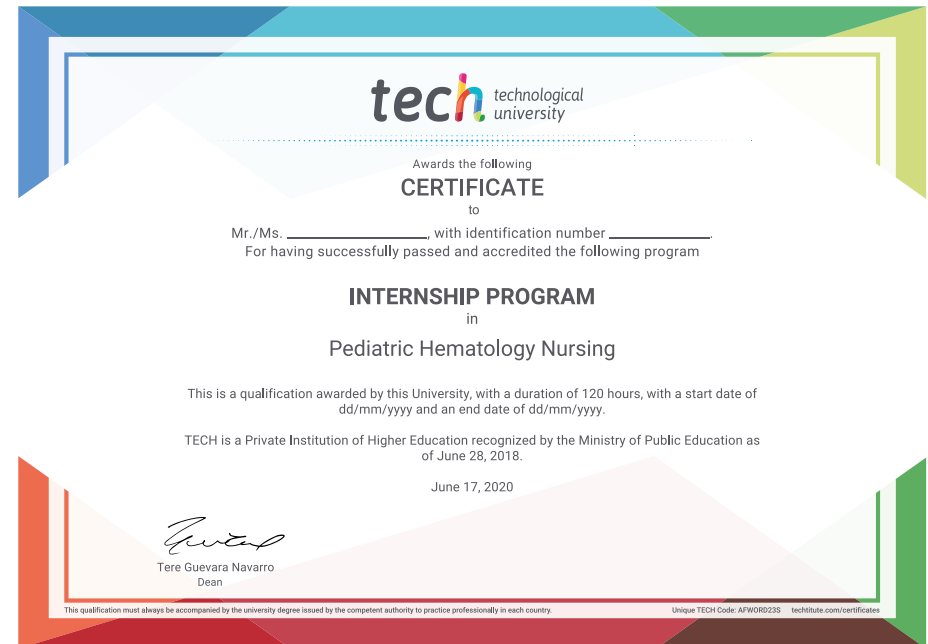 tech technological
university
Awards the following
CERTIFICATE
to
Mr./Ms. ____________________, with identification number ______________.
For having successfully passed and accredited the following program
INTERNSHIP PROGRAM
in
Pediatric Hematology Nursing
This is a qualification awarded by this University, with a duration of 120 hours, with a start date of
dd/mm/yyyy and an end date of dd/mm/yyyy.
TECH is a Private Institution of Higher Education recognized by the Ministry of Public Education as
of June 28, 2018.
June 17, 2020
Tere Guevara Navarro
Dean
This qualification must always be accompanied by the university degree issued by the competent authority to practice professionally in each country. Unique TECH Code: AFWORD23S techtitute.com/certificates